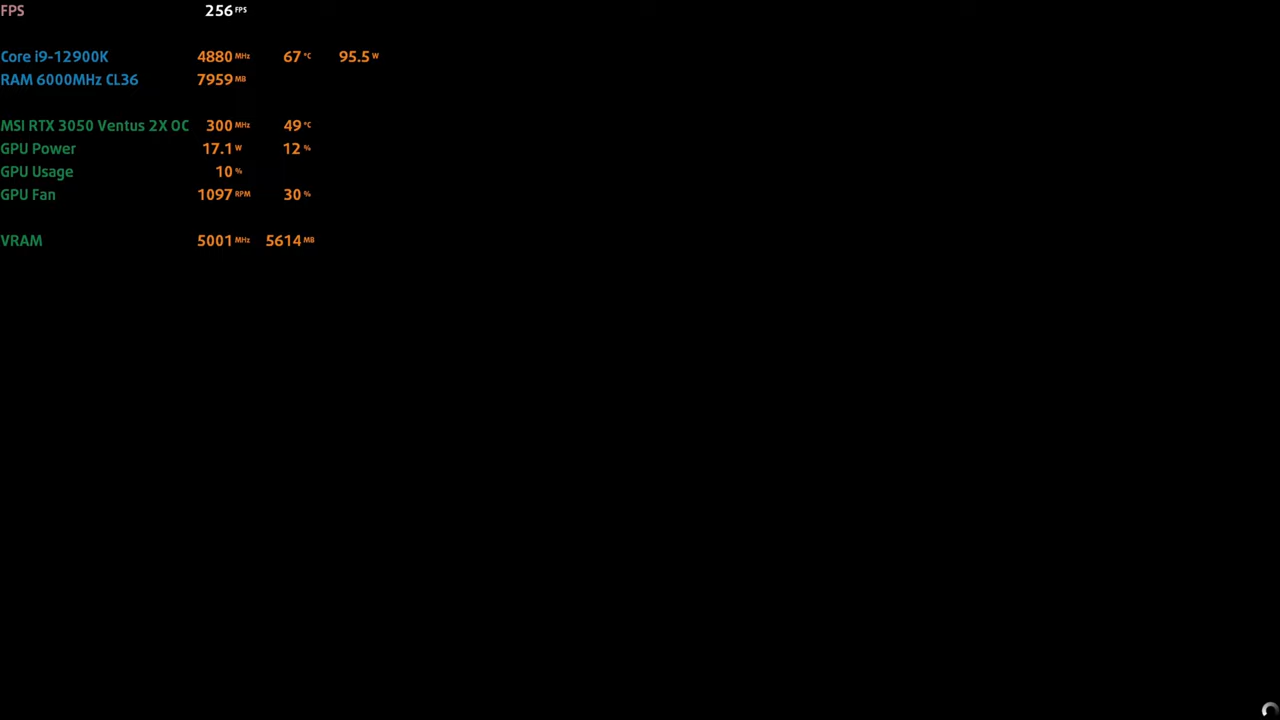 FPS 256 FPS
Core i9-12900K 4880 MHz 67 °C 95.5 W
RAM 6000MHz CL36 7959 MB
MSI RTX 3050 Ventus 2X OC 300 MHz 49 °C
GPU Power 17.1 W 12 %
GPU Usage 10 %
GPU Fan 1097 RPM 30 %
VRAM 5001 MHz 5614 MB